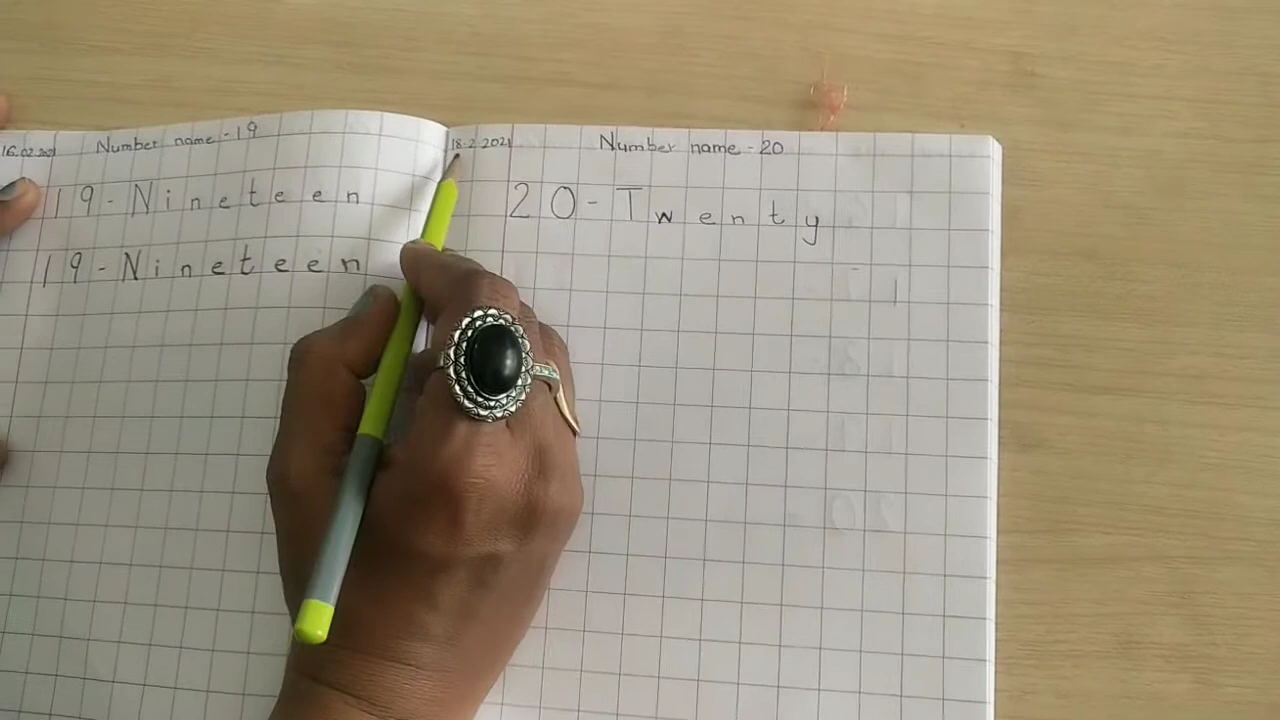 16.02.2021 Number name - 19
19 - Nineteen
19 - Nineteen
18.2.2021 Number name - 20
20 - Twenty